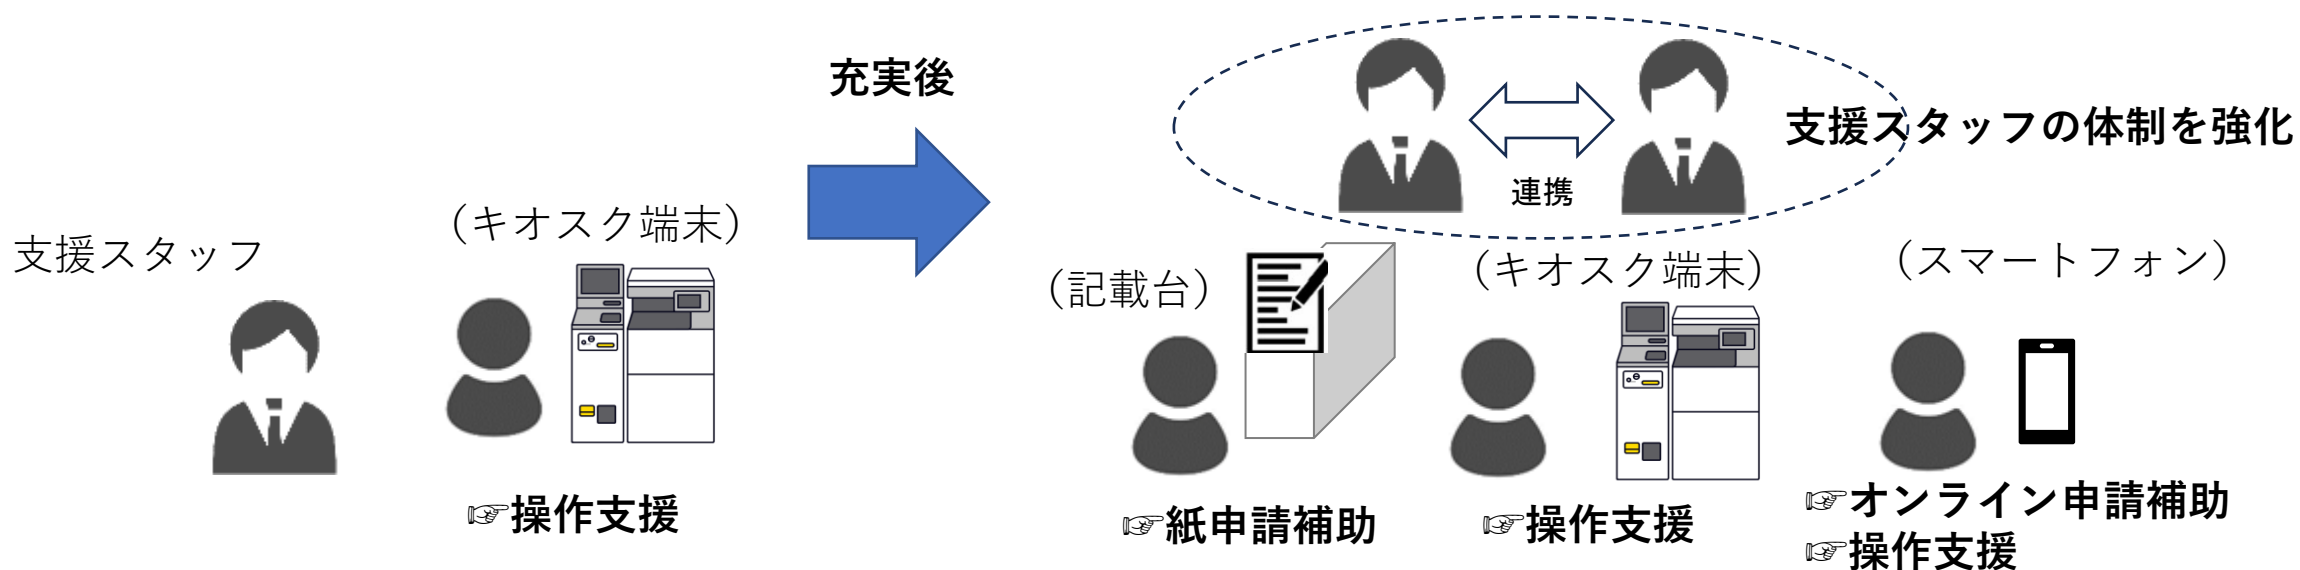 支援スタッフ
（キオスク端末）
☞操作支援
充実後
連携
支援スタッフの体制を強化
（記載台）
☞紙申請補助
（キオスク端末）
☞操作支援
（スマートフォン）
☞オンライン申請補助
☞操作支援